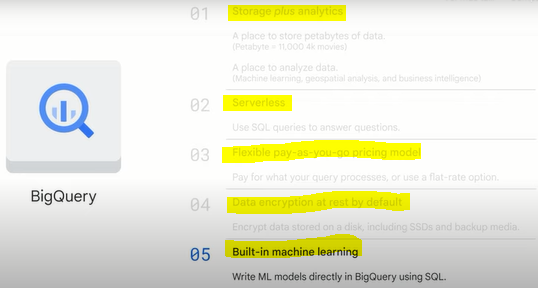 01
Storage plus analytics
A place to store petabytes of data.
(Petabyte = 11,000 4k movies)
A place to analyze data.
(Machine learning, geospatial analysis, and business intelligence)
02
Serverless
Use SQL queries to answer questions.
03
Flexible pay-as-you-go pricing model
Pay for what your query processes, or use a flat-rate option.
04
Data encryption at rest by default
Encrypt data stored on a disk, including SSDs and backup media.
05
Built-in machine learning
Write ML models directly in BigQuery using SQL.
BigQuery